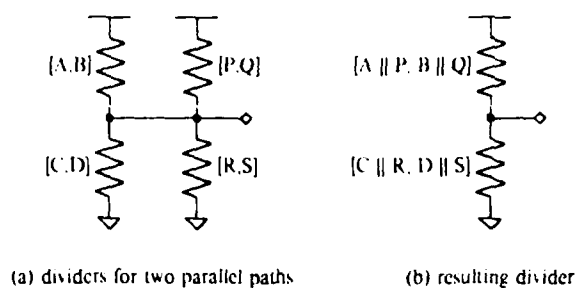 [A,B] [P,Q] [A || P, B || Q]
[C,D] [R,S] [C || R, D || S]
(a) dividers for two parallel paths (b) resulting divider